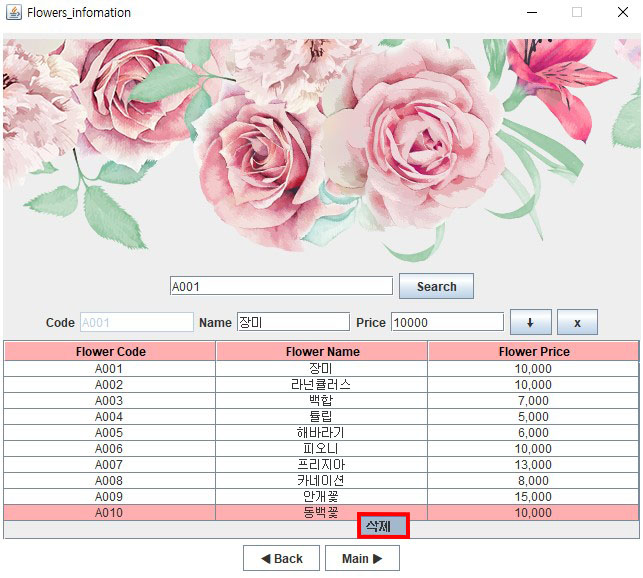 Flowers_infomation
A001 Search
Code A001 Name 장미 Price 10000 ↓ x
Flower Code Flower Name Flower Price
A001 장미 10,000
A002 라넌큘러스 10,000
A003 백합 7,000
A004 튤립 5,000
A005 해바라기 6,000
A006 피오니 10,000
A007 프리지아 13,000
A008 카네이션 8,000
A009 안개꽃 15,000
A010 동백꽃 10,000
삭제
◀ Back Main ▶